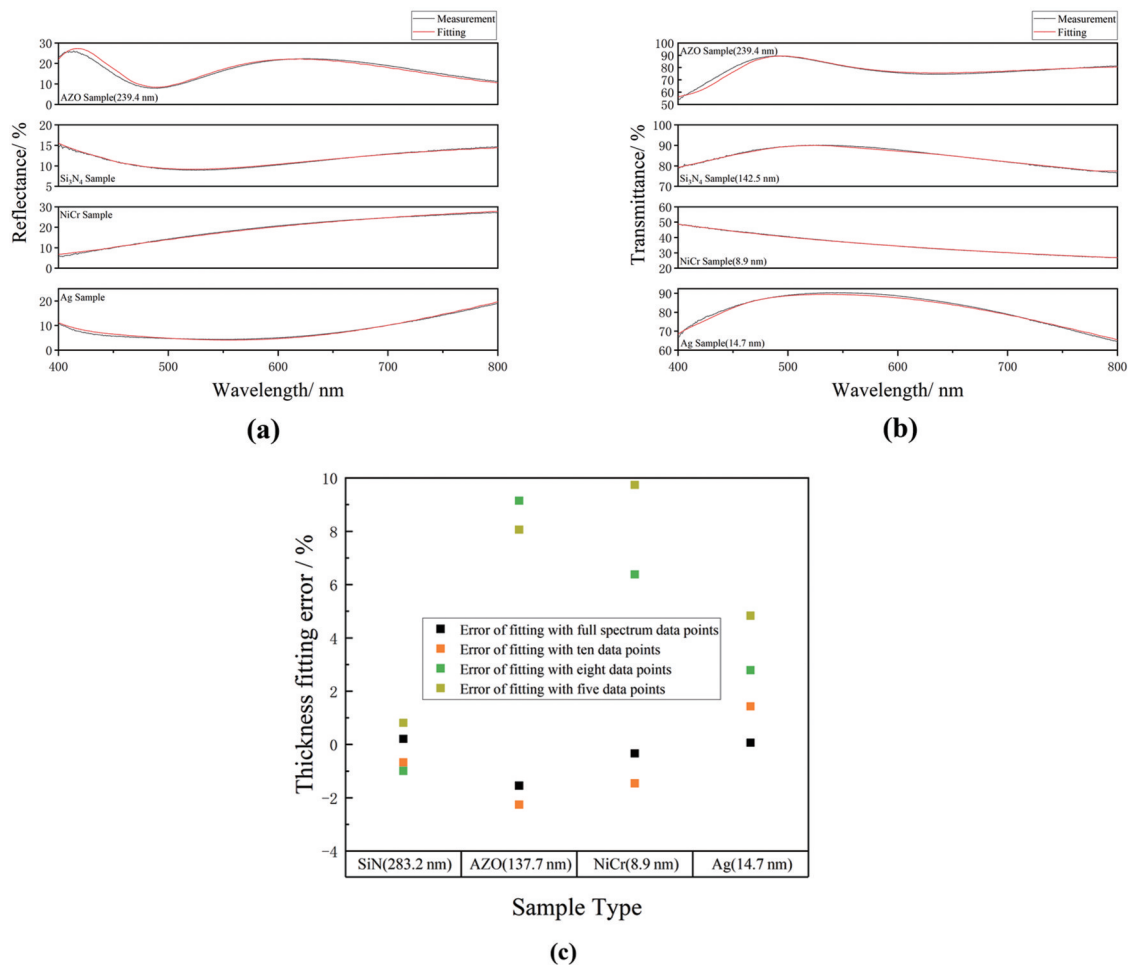 Measurement
Fitting
Reflectance/ %
30
20
10
0
AZO Sample(239.4 nm)
20
15
10
5
Si₃N₄ Sample
30
20
10
0
NiCr Sample
20
10
0
Ag Sample
400 500 600 700 800
Wavelength/ nm
(a)
Measurement
Fitting
Transmittance/ %
100
90
80
70
60
50
AZO Sample(239.4 nm)
100
90
80
70
Si₃N₄ Sample(142.5 nm)
60
50
40
30
20
NiCr Sample(8.9 nm)
90
80
70
60
Ag Sample(14.7 nm)
400 500 600 700 800
Wavelength/ nm
(b)
Thickness fitting error / %
10
8
6
4
2
0
−2
−4
Error of fitting with full spectrum data points
Error of fitting with ten data points
Error of fitting with eight data points
Error of fitting with five data points
SiN(283.2 nm) AZO(137.7 nm) NiCr(8.9 nm) Ag(14.7 nm)
Sample Type
(c)